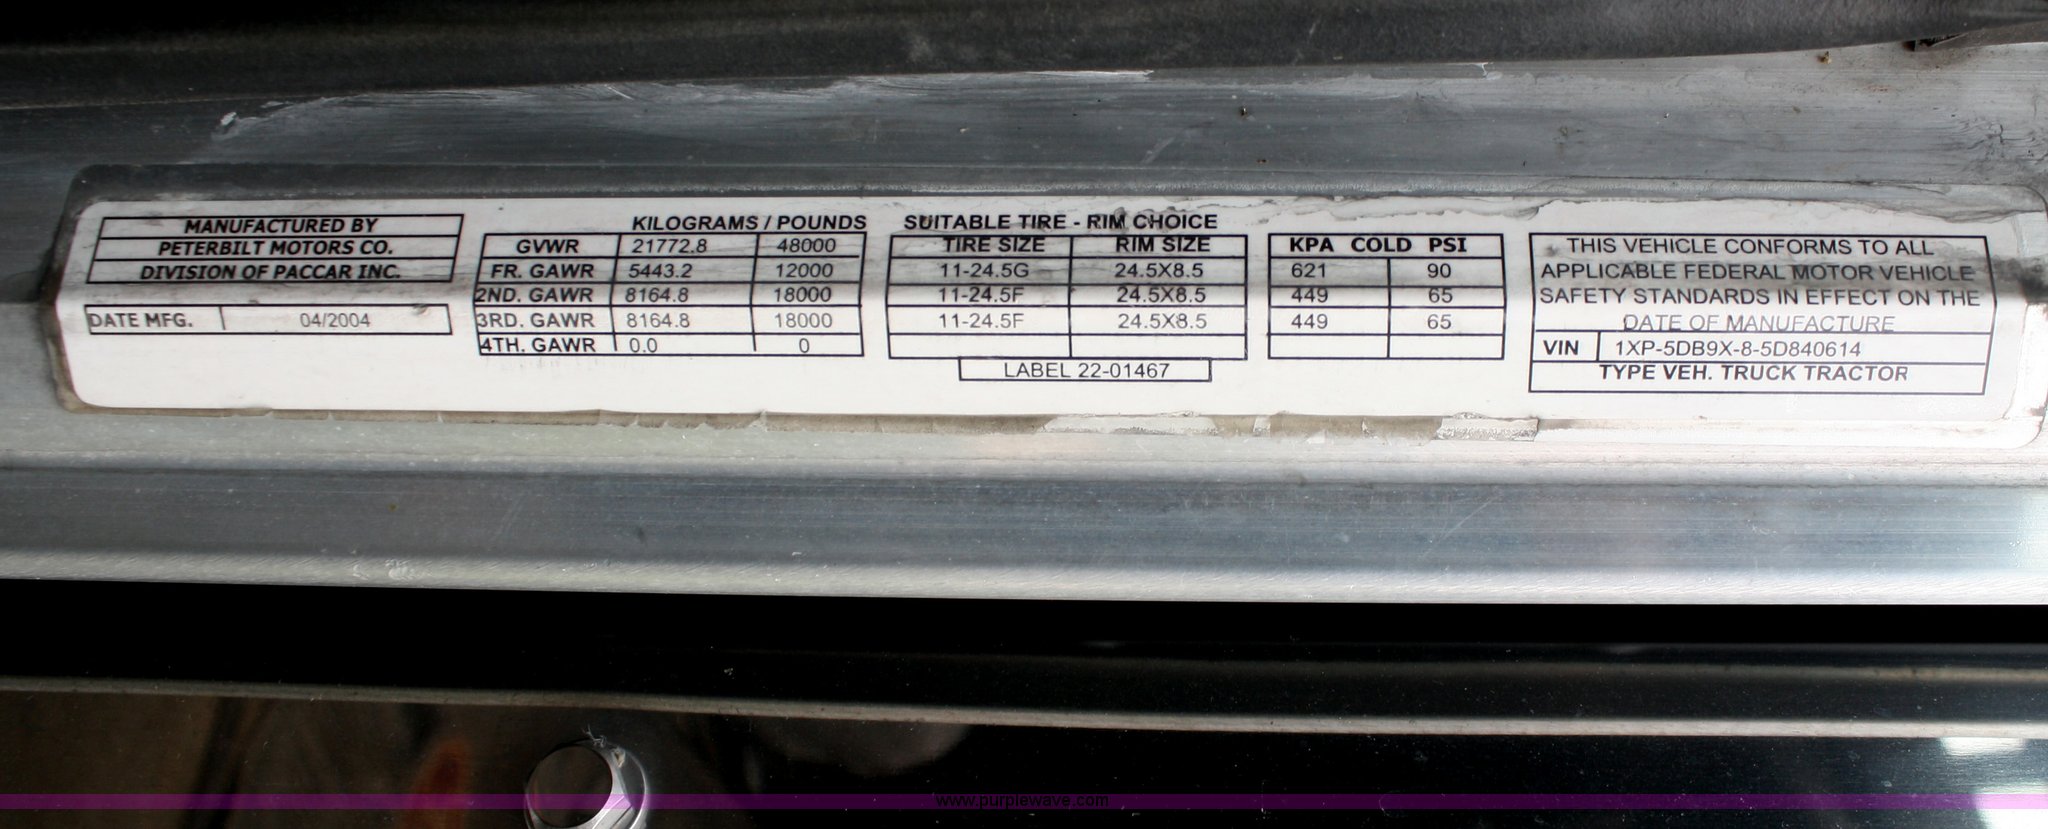 MANUFACTURED BY
PETERBILT MOTORS CO.
DIVISION OF PACCAR INC.
DATE MFG. 04/2004
KILOGRAMS / POUNDS
GVWR 21772.8 48000
FR. GAWR 5443.2 12000
2ND. GAWR 8164.8 18000
3RD. GAWR 8164.8 18000
4TH. GAWR 0.0 0
SUITABLE TIRE - RIM CHOICE
TIRE SIZE RIM SIZE
11-24.5G 24.5X8.5
11-24.5F 24.5X8.5
11-24.5F 24.5X8.5
LABEL 22-01467
KPA COLD PSI
621 90
449 65
449 65
THIS VEHICLE CONFORMS TO ALL
APPLICABLE FEDERAL MOTOR VEHICLE
SAFETY STANDARDS IN EFFECT ON THE
DATE OF MANUFACTURE
VIN 1XP-5DB9X-8-5D840614
TYPE VEH. TRUCK TRACTOR
www.purplewave.com